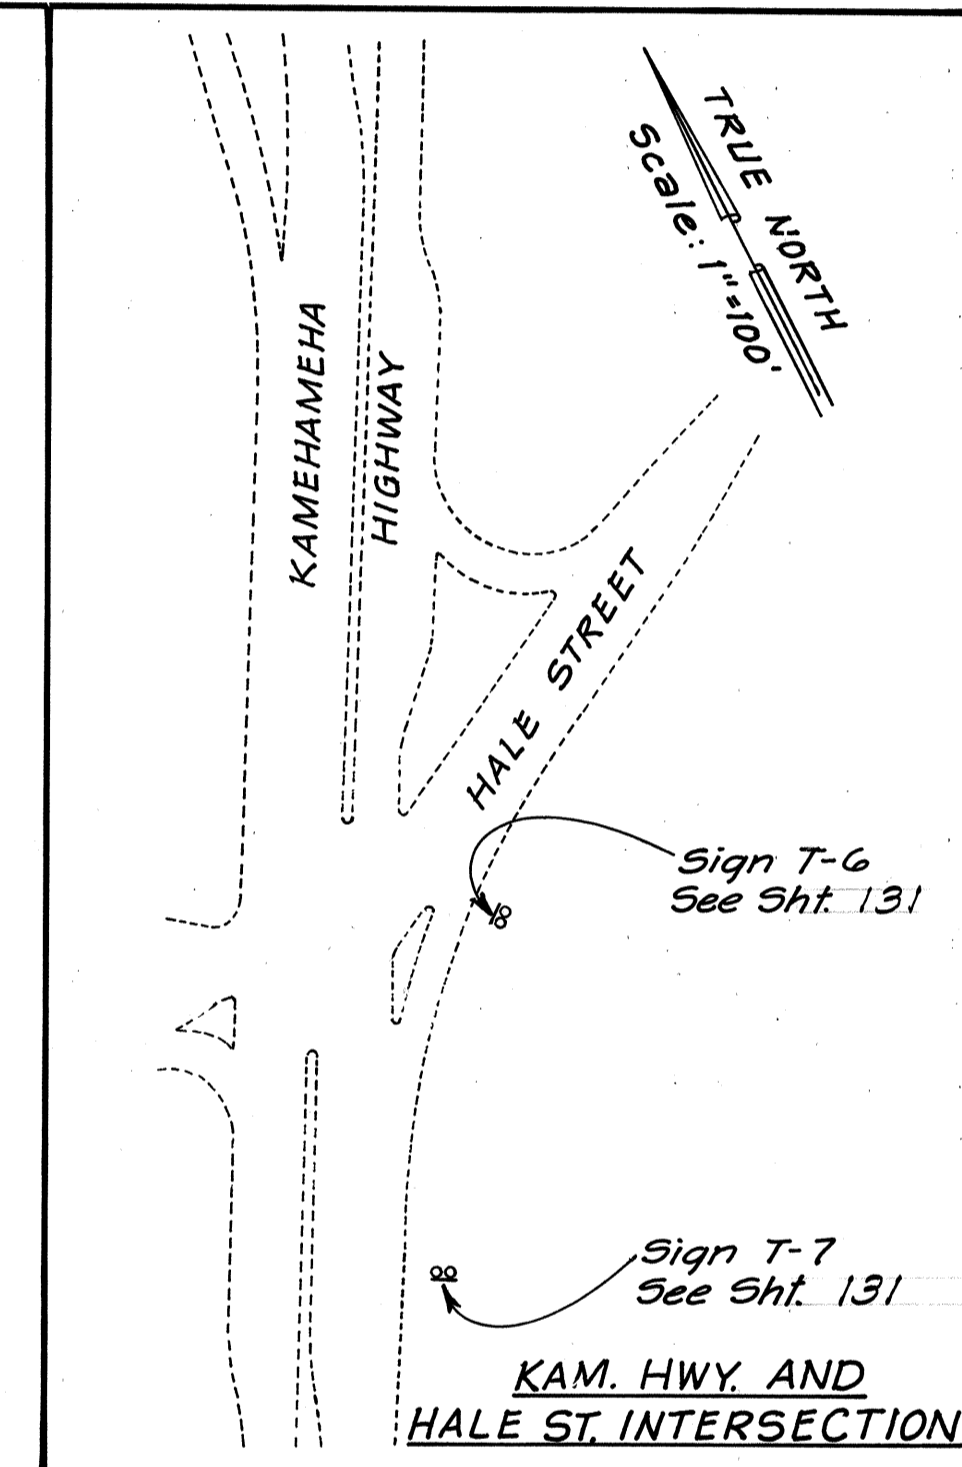 TRUE NORTH
Scale: 1"=100'
KAMEHAMEHA
HIGHWAY
HALE STREET
Sign T-6
See Sht. 131
Sign T-7
See Sht. 131
KAM. HWY. AND
HALE ST. INTERSECTION